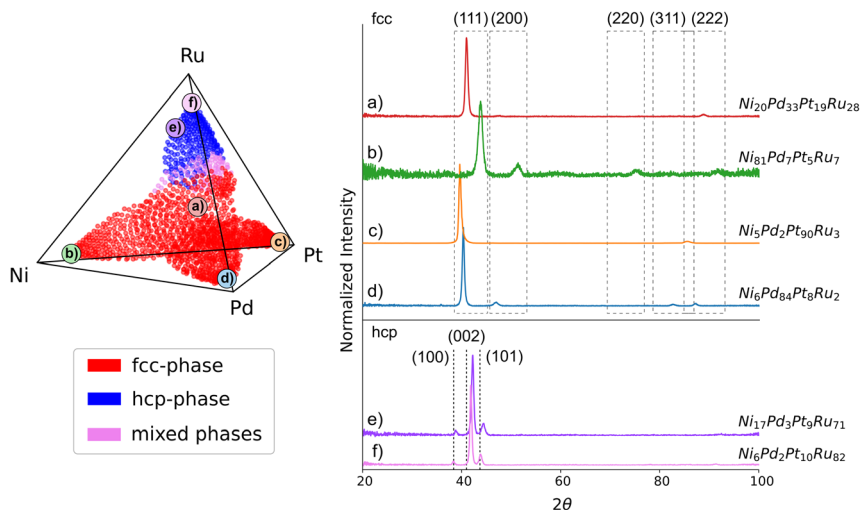 Ru
f)
e)
a)
b)
c)
d)
Ni
Pt
Pd
fcc-phase
hcp-phase
mixed phases
Normalized Intensity
fcc
(111) (200) (220) (311) (222)
a) Ni20Pd33Pt19Ru28
b) Ni81Pd7Pt5Ru7
c) Ni5Pd2Pt90Ru3
d) Ni6Pd84Pt8Ru2
hcp
(002)
(100) (101)
e) Ni17Pd3Pt9Ru71
f) Ni6Pd2Pt10Ru82
20 40 60 80 100
2θ